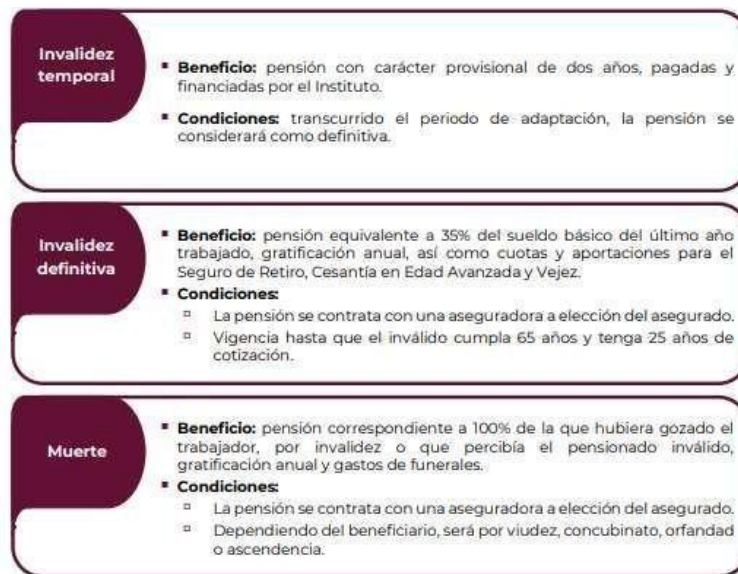 Invalidez
temporal
▪ Beneficio: pensión con carácter provisional de dos años, pagadas y
financiadas por el Instituto.
▪ Condiciones: transcurrido el periodo de adaptación, la pensión se
considerará como definitiva.
Invalidez
definitiva
▪ Beneficio: pensión equivalente a 35% del sueldo básico del último año
trabajado, gratificación anual, así como cuotas y aportaciones para el
Seguro de Retiro, Cesantía en Edad Avanzada y Vejez.
▪ Condiciones:
▫ La pensión se contrata con una aseguradora a elección del asegurado.
▫ Vigencia hasta que el inválido cumpla 65 años y tenga 25 años de
cotización.
Muerte
▪ Beneficio: pensión correspondiente a 100% de la que hubiera gozado el
trabajador, por invalidez o que percibía el pensionado inválido,
gratificación anual y gastos de funerales.
▪ Condiciones:
▫ La pensión se contrata con una aseguradora a elección del asegurado.
▫ Dependiendo del beneficiario, será por viudez, concubinato, orfandad
o ascendencia.